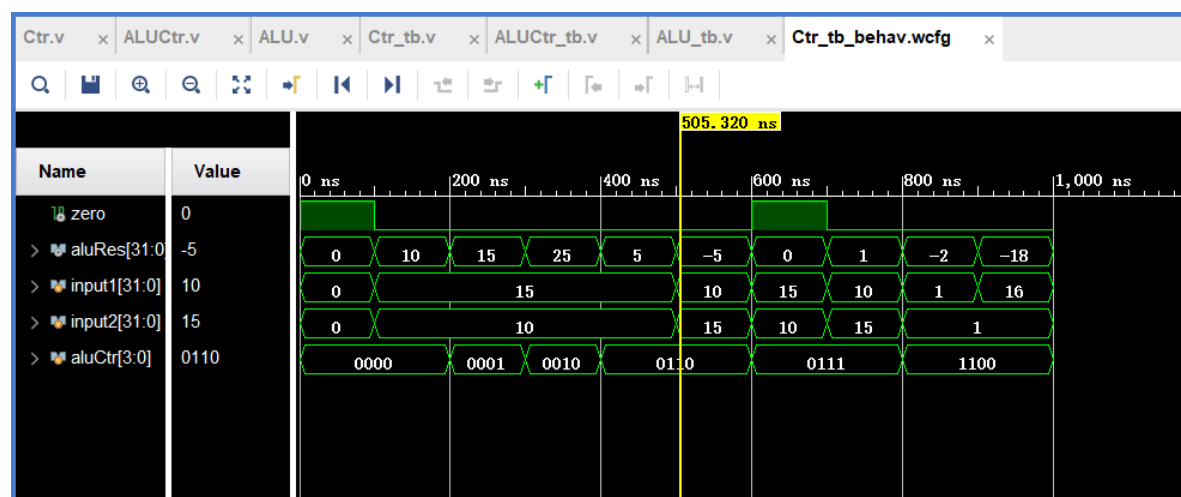 Ctr.v × ALUCtr.v × ALU.v × Ctr_tb.v × ALUCtr_tb.v × ALU_tb.v × Ctr_tb_behav.wcfg ×
505.320 ns
Name Value
0 ns 200 ns 400 ns 600 ns 800 ns 1,000 ns
zero 0
aluRes[31:0] -5 0 10 15 25 5 -5 0 1 -2 -18
input1[31:0] 10 0 15 10 15 10 1 16
input2[31:0] 15 0 10 15 10 15 1
aluCtr[3:0] 0110 0000 0001 0010 0110 0111 1100